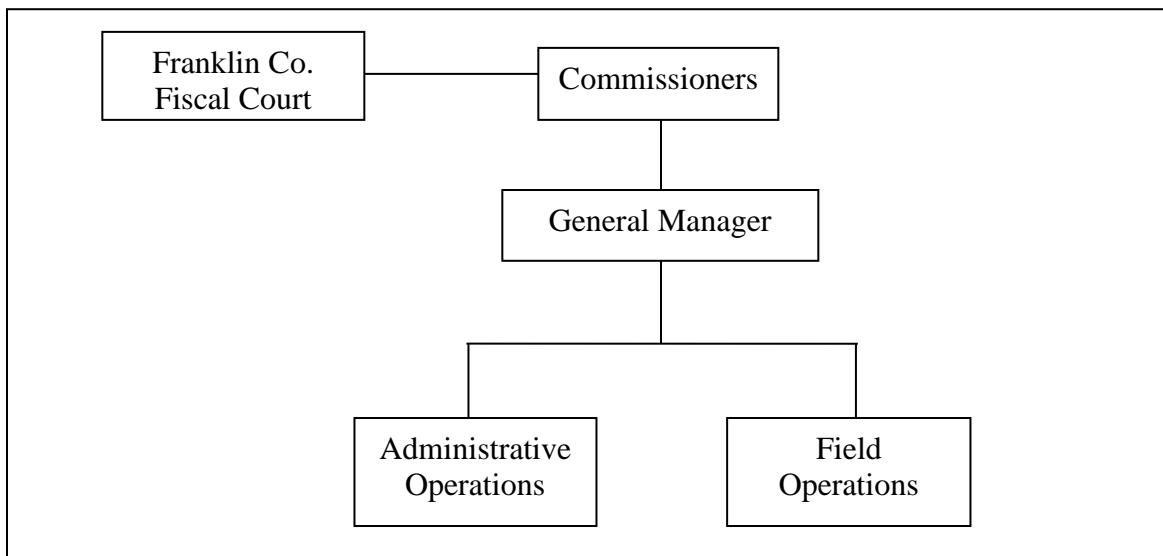 Franklin Co.
Fiscal Court
Commissioners
General Manager
Administrative
Operations
Field
Operations